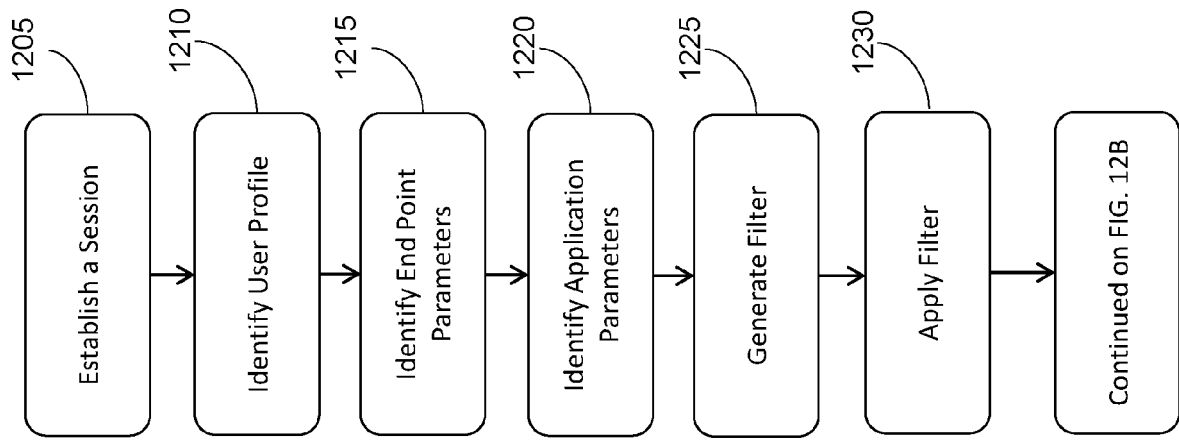 1205
Establish a Session
1210
Identify User Profile
1215
Identify End Point
Parameters
1220
Identify Application
Parameters
1225
Generate Filter
1230
Apply Filter
Continued on FIG. 12B